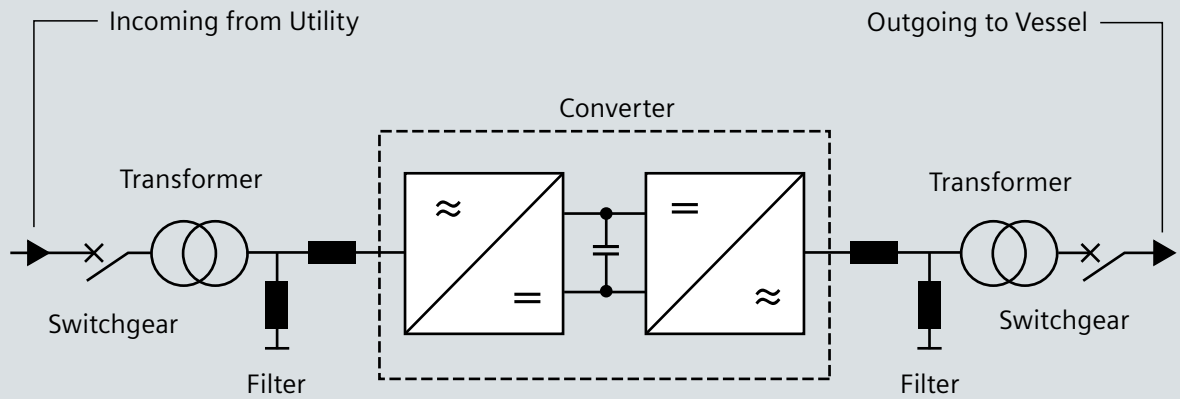 Incoming from Utility
Outgoing to Vessel
Converter
Transformer
Transformer
Switchgear
Switchgear
Filter
Filter